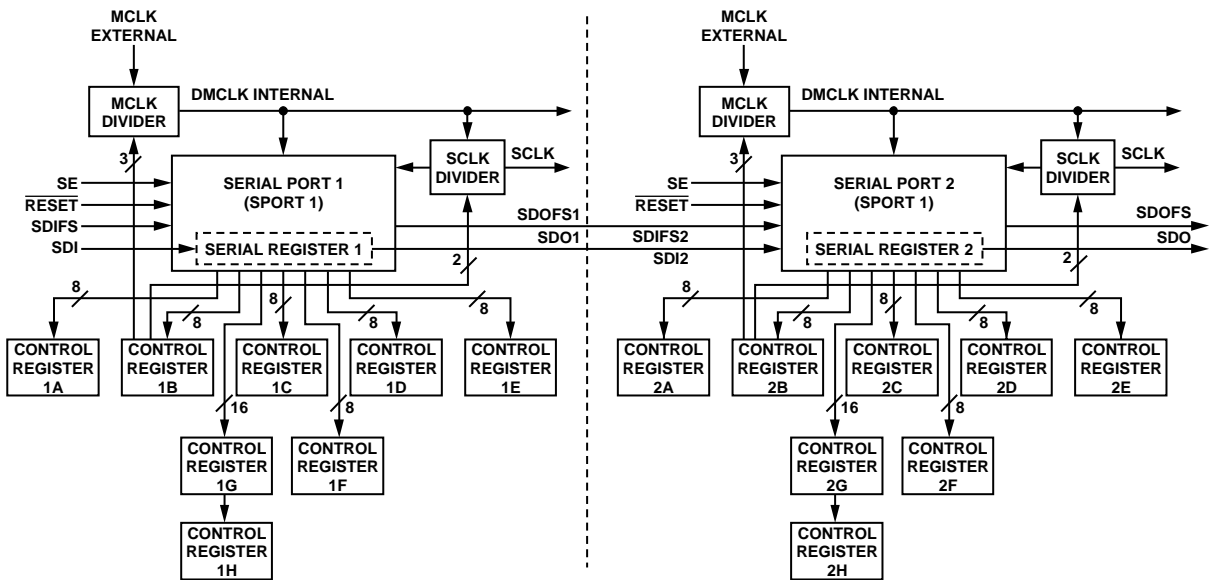 MCLK
EXTERNAL
MCLK
DIVIDER
DMCLK INTERNAL
3
SCLK
DIVIDER
SCLK
SE
RESET
SDIFS
SDI
SERIAL PORT 1
(SPORT 1)
SERIAL REGISTER 1
SDOFS1
SDO1
2
8
8
8
8
8
CONTROL
REGISTER
1A
CONTROL
REGISTER
1B
CONTROL
REGISTER
1C
CONTROL
REGISTER
1D
CONTROL
REGISTER
1E
16
8
CONTROL
REGISTER
1G
CONTROL
REGISTER
1F
CONTROL
REGISTER
1H
MCLK
EXTERNAL
MCLK
DIVIDER
DMCLK INTERNAL
3
SCLK
DIVIDER
SCLK
SE
RESET
SDIFS2
SDI2
SERIAL PORT 2
(SPORT 1)
SERIAL REGISTER 2
SDOFS
SDO
2
8
8
8
8
8
CONTROL
REGISTER
2A
CONTROL
REGISTER
2B
CONTROL
REGISTER
2C
CONTROL
REGISTER
2D
CONTROL
REGISTER
2E
16
8
CONTROL
REGISTER
2G
CONTROL
REGISTER
2F
CONTROL
REGISTER
2H